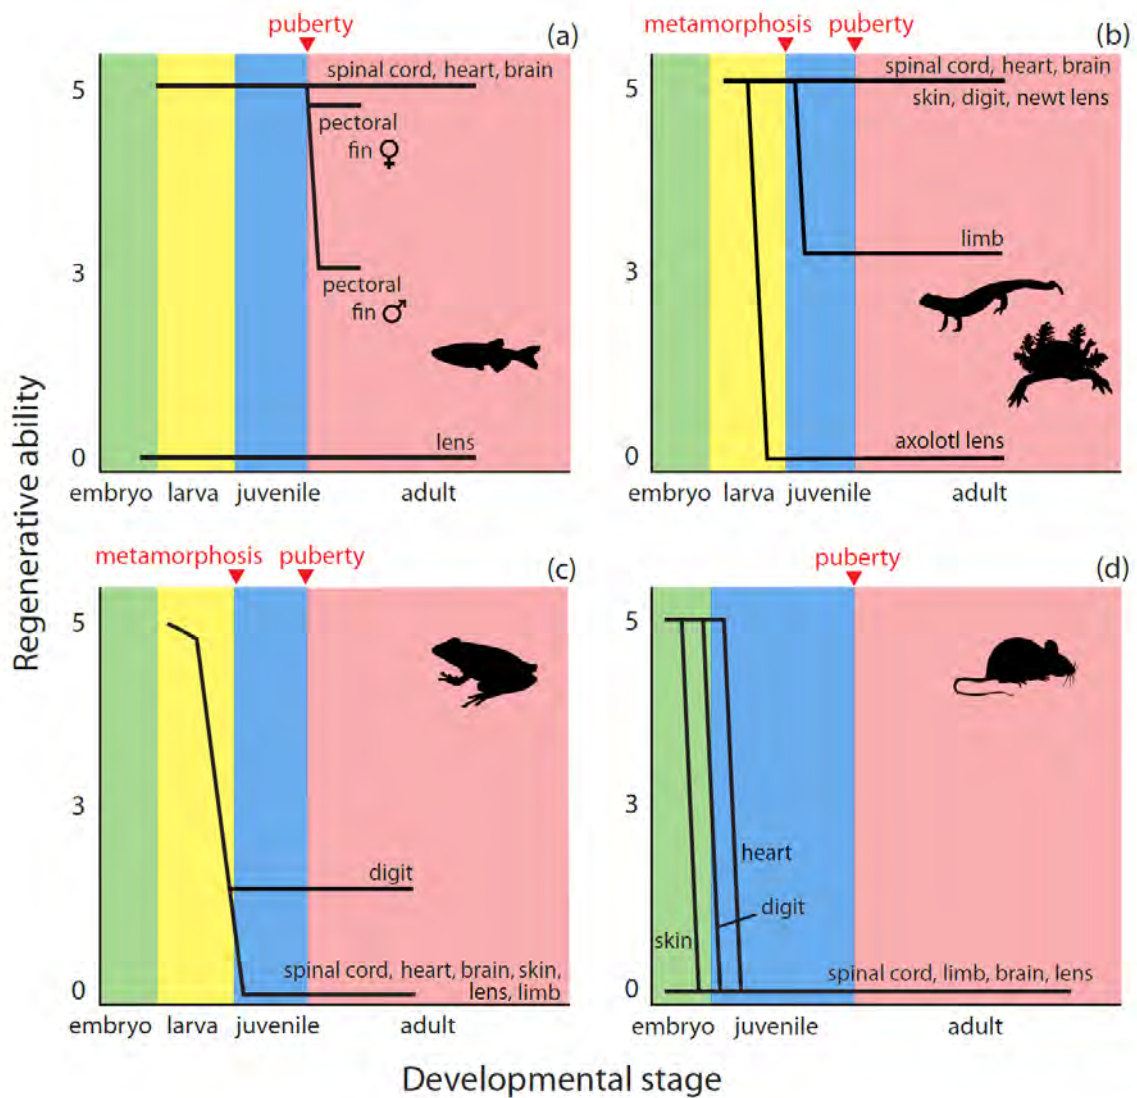 puberty
(a)
spinal cord, heart, brain
5
pectoral
fin ♀
3
pectoral
fin ♂
lens
0
embryo larva juvenile adult
metamorphosis puberty
(b)
spinal cord, heart, brain
5
skin, digit, newt lens
limb
3
axolotl lens
0
embryo larva juvenile adult
Regenerative ability
metamorphosis puberty
(c)
5
3
digit
spinal cord, heart, brain, skin,
lens, limb
0
embryo larva juvenile adult
puberty
(d)
5
3
heart
digit
skin
spinal cord, limb, brain, lens
0
embryo juvenile adult
Developmental stage